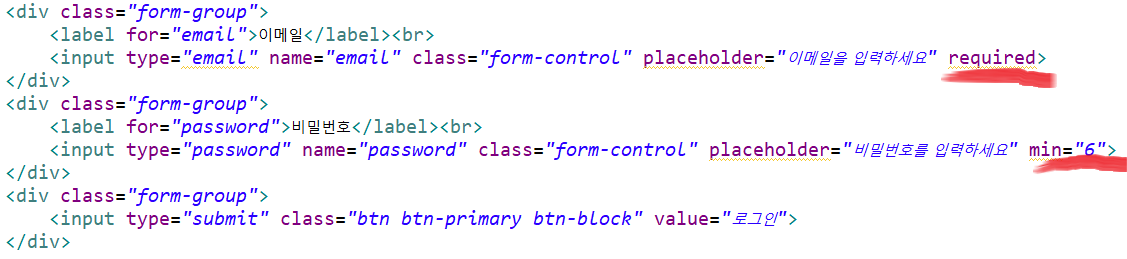 <div class="form-group">
    <label for="email">이메일</label><br>
    <input type="email" name="email" class="form-control" placeholder="이메일을 입력하세요" required>
</div>
<div class="form-group">
    <label for="password">비밀번호</label><br>
    <input type="password" name="password" class="form-control" placeholder="비밀번호를 입력하세요" min="6">
</div>
<div class="form-group">
    <input type="submit" class="btn btn-primary btn-block" value="로그인">
</div>